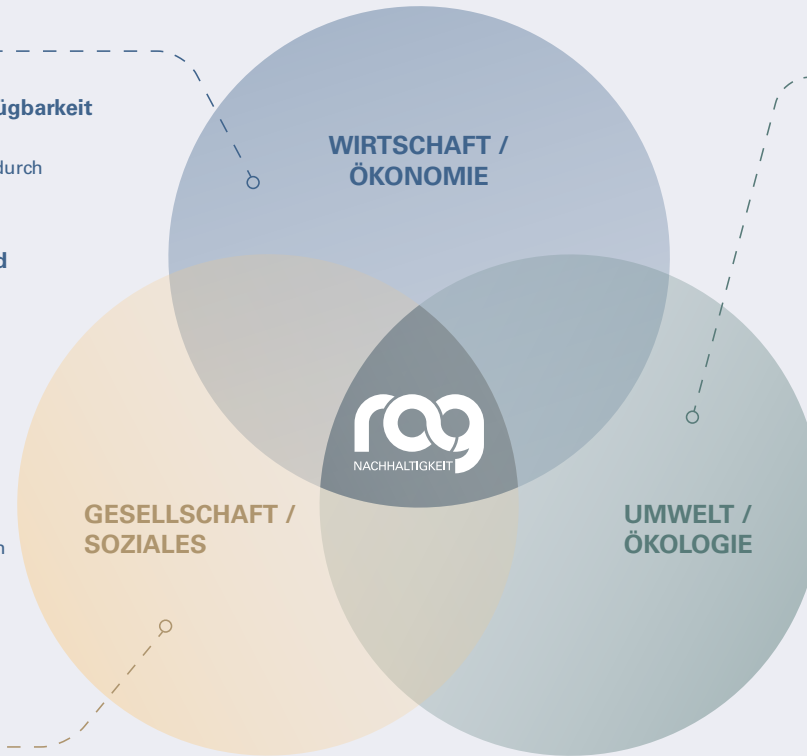 ügbarkeit
durch
d
n
WIRTSCHAFT /
ÖKONOMIE
rag
NACHHALTIGKEIT
GESELLSCHAFT /
SOZIALES
UMWELT /
ÖKOLOGIE